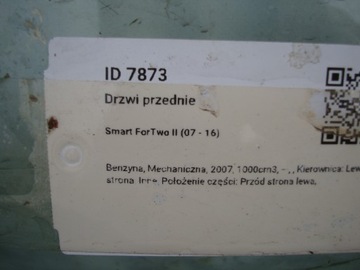 ID 7873
Drzwi przednie
Smart ForTwo II (07 - 16)
Benzyna, Mechaniczna, 2007, 1000cm3, --, , Kierownica: Lew
strona, Inne, Położenie części: Przód strona lewa,